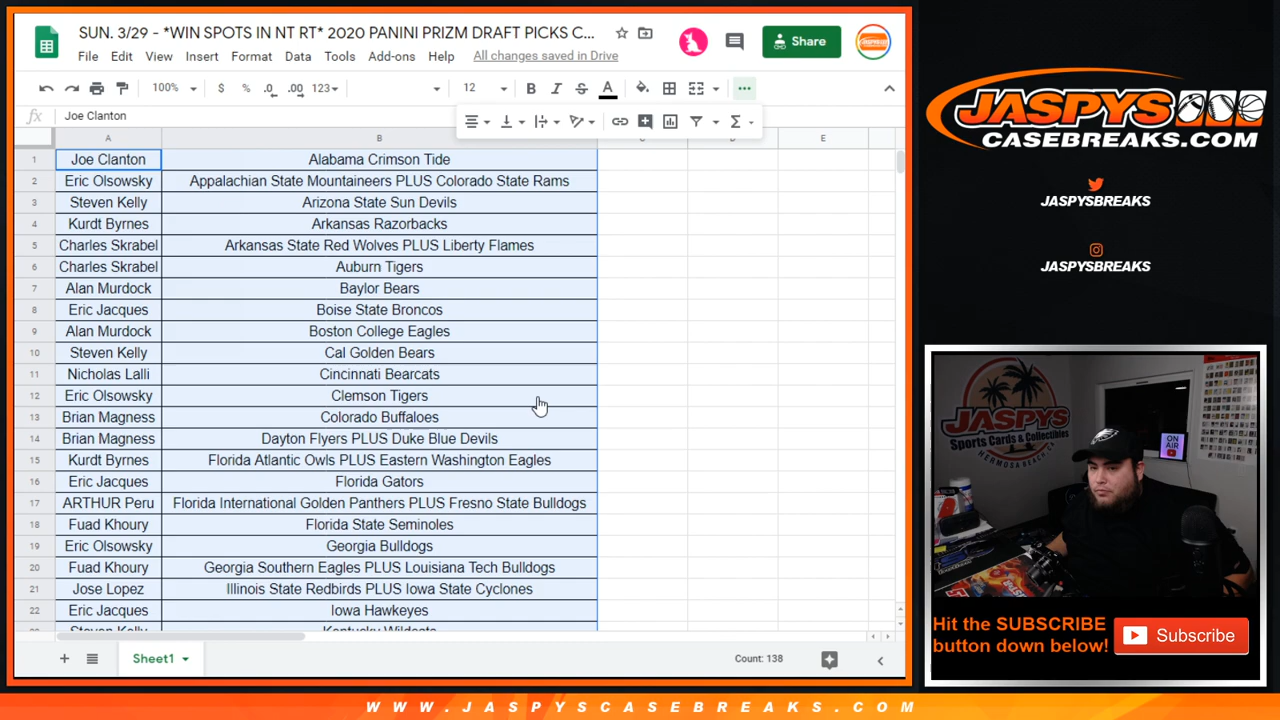 SUN. 3/29 - *WIN SPOTS IN NT RT* 2020 PANINI PRIZM DRAFT PICKS C...
File Edit View Insert Format Data Tools Add-ons Help All changes saved in Drive
Share
100% $ % .0 .00 123 12 B I S A
fx Joe Clanton
A B C D E
1 Joe Clanton Alabama Crimson Tide
2 Eric Olsowsky Appalachian State Mountaineers PLUS Colorado State Rams
3 Steven Kelly Arizona State Sun Devils
4 Kurdt Byrnes Arkansas Razorbacks
5 Charles Skrabel Arkansas State Red Wolves PLUS Liberty Flames
6 Charles Skrabel Auburn Tigers
7 Alan Murdock Baylor Bears
8 Eric Jacques Boise State Broncos
9 Alan Murdock Boston College Eagles
10 Steven Kelly Cal Golden Bears
11 Nicholas Lalli Cincinnati Bearcats
12 Eric Olsowsky Clemson Tigers
13 Brian Magness Colorado Buffaloes
14 Brian Magness Dayton Flyers PLUS Duke Blue Devils
15 Kurdt Byrnes Florida Atlantic Owls PLUS Eastern Washington Eagles
16 Eric Jacques Florida Gators
17 ARTHUR Peru Florida International Golden Panthers PLUS Fresno State Bulldogs
18 Fuad Khoury Florida State Seminoles
19 Eric Olsowsky Georgia Bulldogs
20 Fuad Khoury Georgia Southern Eagles PLUS Louisiana Tech Bulldogs
21 Jose Lopez Illinois State Redbirds PLUS Iowa State Cyclones
22 Eric Jacques Iowa Hawkeyes
Steven Kelly Kentucky Wildcats
Sheet1
Count: 138
JASPYS
CASEBREAKS.COM
JASPYSBREAKS
JASPYSBREAKS
JASPYS
Sports Cards & Collectibles
HERMOSA BEACH, CA
ON
AIR
Hit the SUBSCRIBE
button down below!
Subscribe
WWW.JASPYSCASEBREAKS.COM